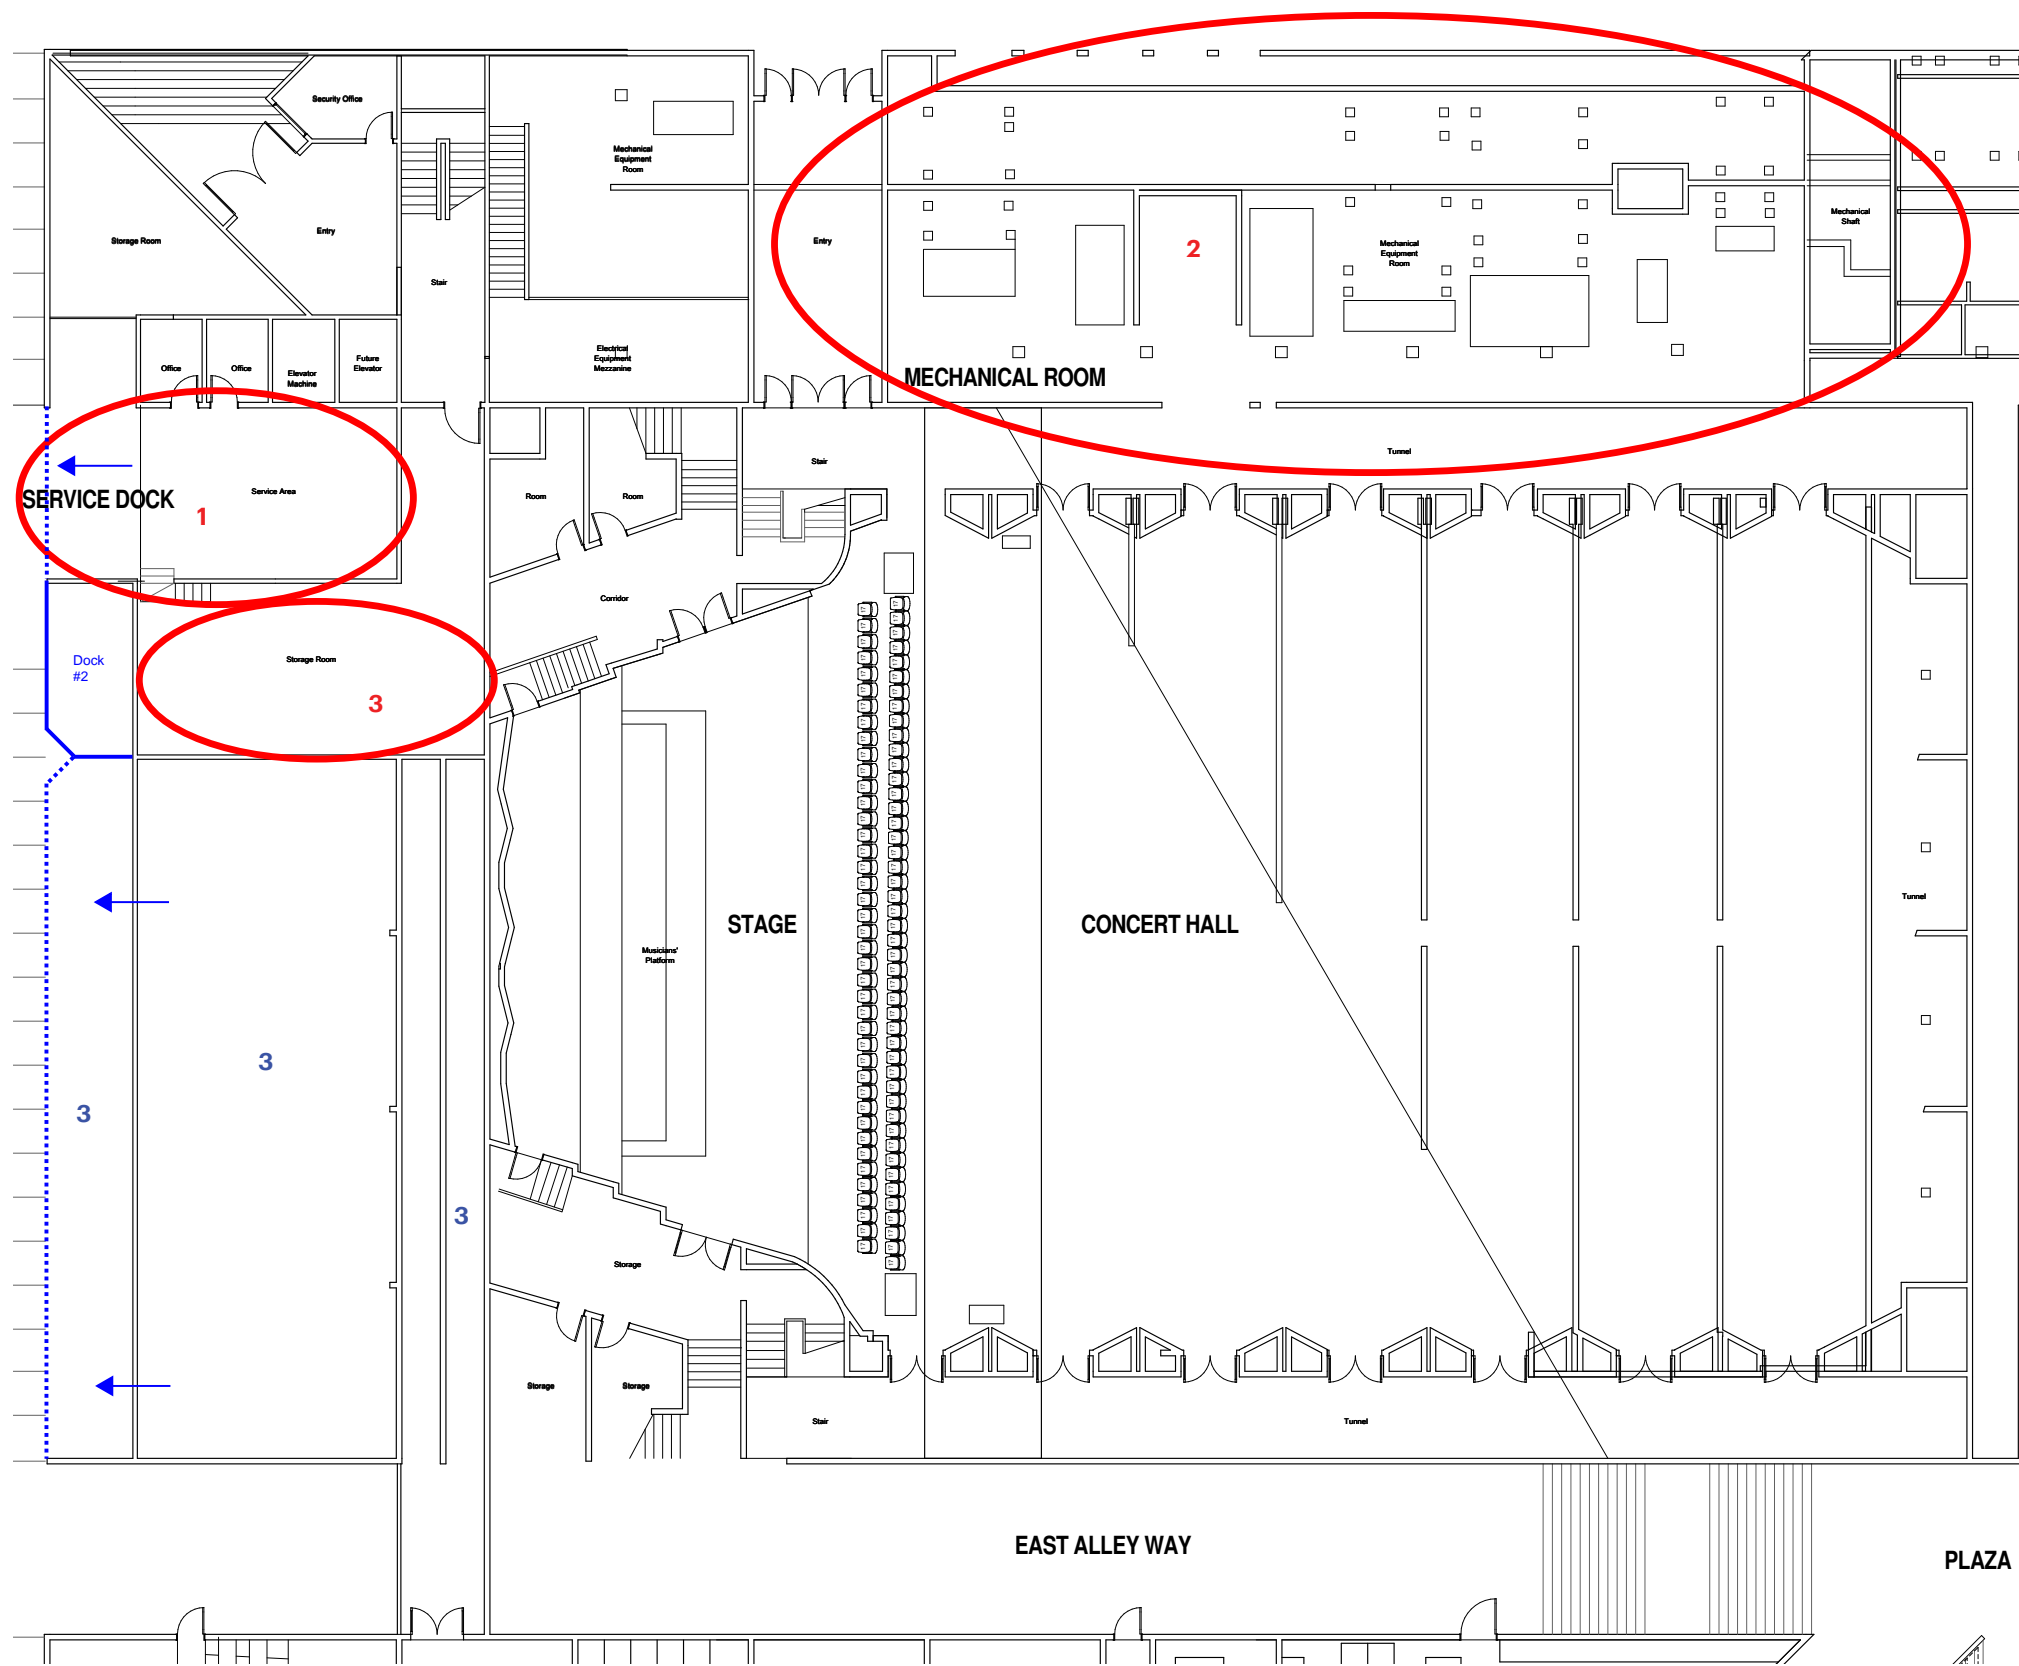 Security Office
Mechanical
Equipment
Room
Storage Room
Entry
Stair
Entry
2
Mechanical
Equipment
Room
Mechanical
Shaft
Office
Office
Elevator
Machine
Future
Elevator
Electrical
Equipment
Mezzanine
MECHANICAL ROOM
SERVICE DOCK
1
Service Area
Room
Room
Stair
Tunnel
Corridor
Dock
#2
Storage Room
3
STAGE
CONCERT HALL
Musicians'
Platform
Tunnel
3
3
3
Storage
Storage
Storage
Stair
Tunnel
EAST ALLEY WAY
PLAZA